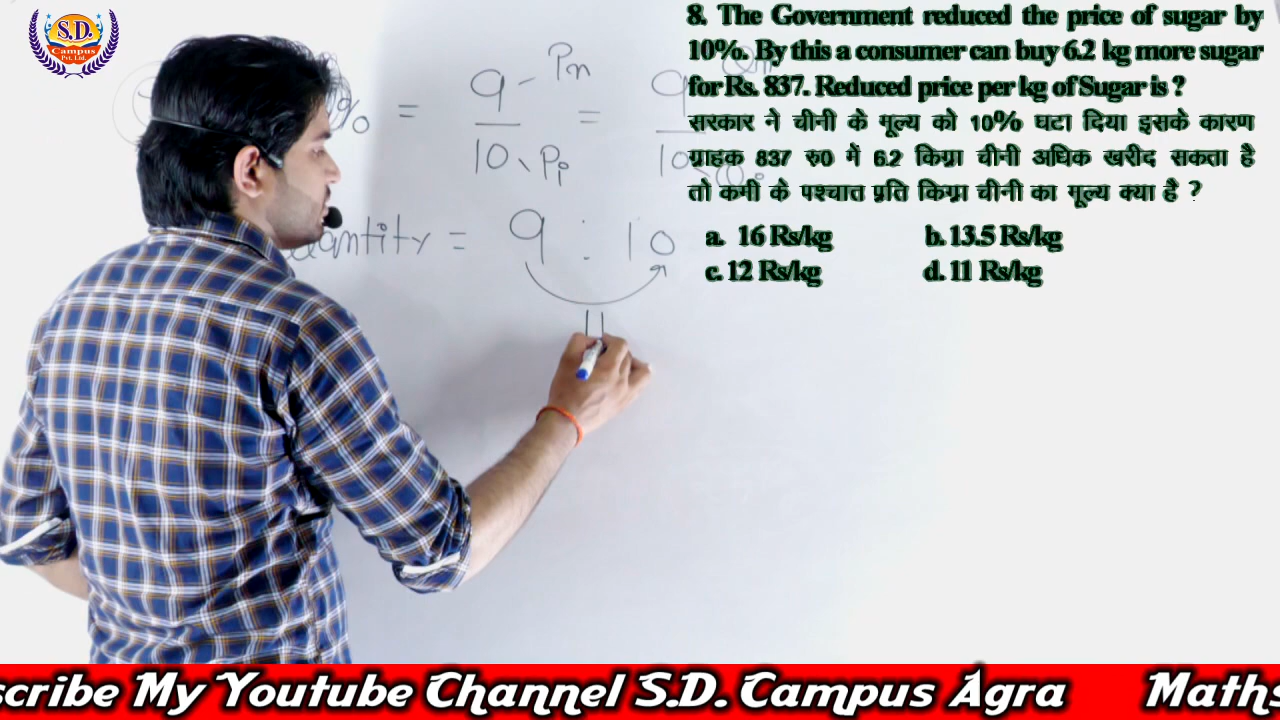 S.D.
Campus
Pvt. Ltd.
8. The Government reduced the price of sugar by
10%. By this a consumer can buy 6.2 kg more sugar
for Rs. 837. Reduced price per kg of Sugar is ?
सरकार ने चीनी के मूल्य को 10% घटा दिया इसके कारण
ग्राहक 837 रु0 में 6.2 किग्रा चीनी अधिक खरीद सकता है
तो कमी के पश्चात प्रति किग्रा चीनी का मूल्य क्या है ?
a. 16 Rs/kg b. 13.5 Rs/kg
c. 12 Rs/kg d. 11 Rs/kg
% = 9 Pn = 9
10 Pi 10
uantity = 9 : 10
scribe My Youtube Channel S.D. Campus Agra Maths